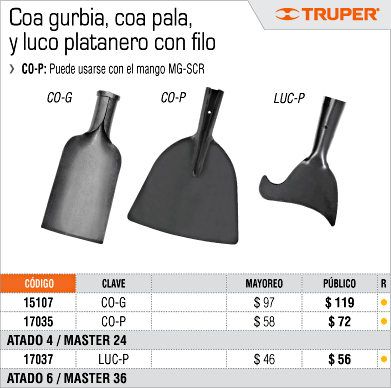 Coa gurbia, coa pala,
y luco platanero con filo
TRUPER®
❯ CO-P: Puede usarse con el mango MG-SCR
CO-G CO-P LUC-P
CÓDIGO CLAVE MAYOREO PÚBLICO R
15107 CO-G $ 97 $ 119
17035 CO-P $ 58 $ 72
ATADO 4 / MASTER 24
17037 LUC-P $ 46 $ 56
ATADO 6 / MASTER 36